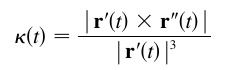 κ(t) = |r′(t) × r″(t)| / |r′(t)|³